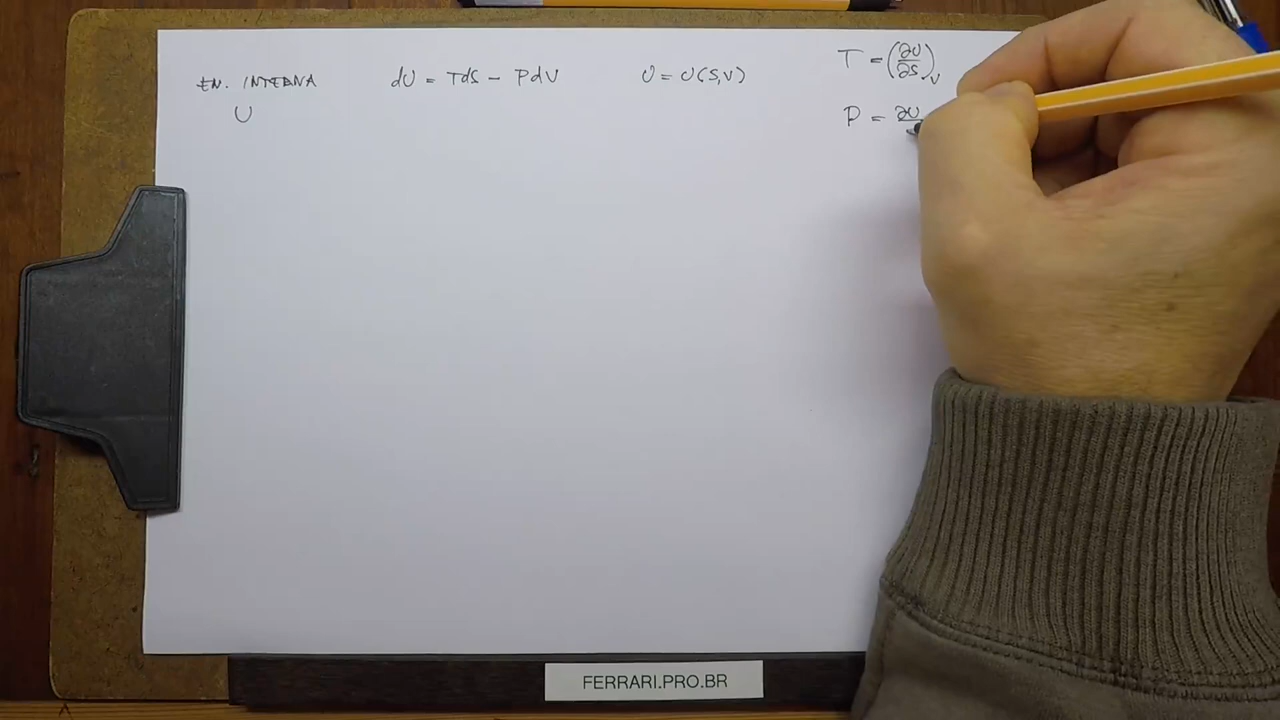 EN. INTERNA dU = TdS - PdV U = U(S,V) T = (∂U/∂S)V
U P = ∂U
FERRARI.PRO.BR